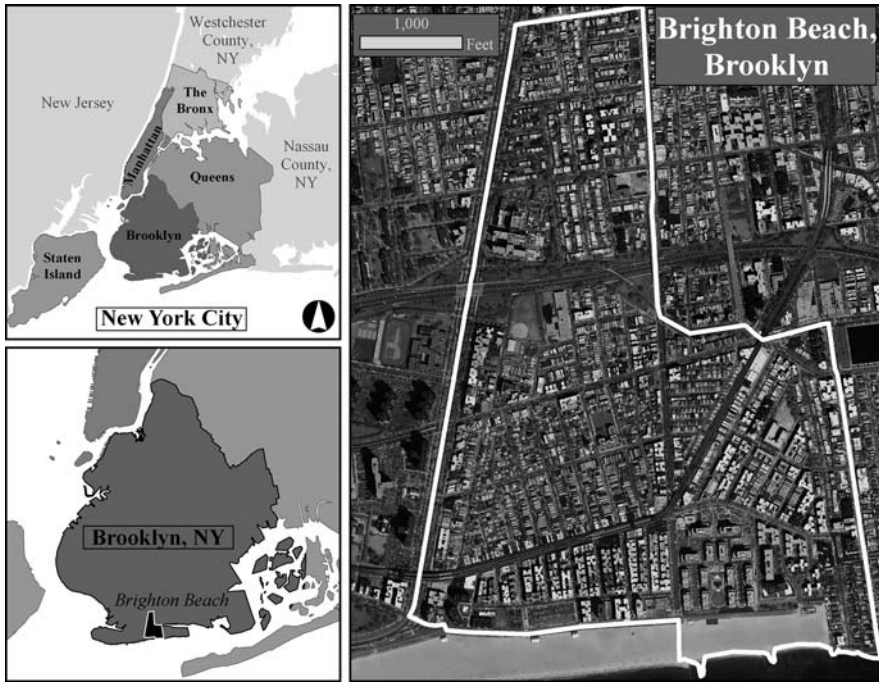 Westchester
County,
NY
New Jersey
The
Bronx
Manhattan
Nassau
County,
NY
Queens
Brooklyn
Staten
Island
New York City
Brooklyn, NY
Brighton Beach
1,000
Feet
Brighton Beach,
Brooklyn